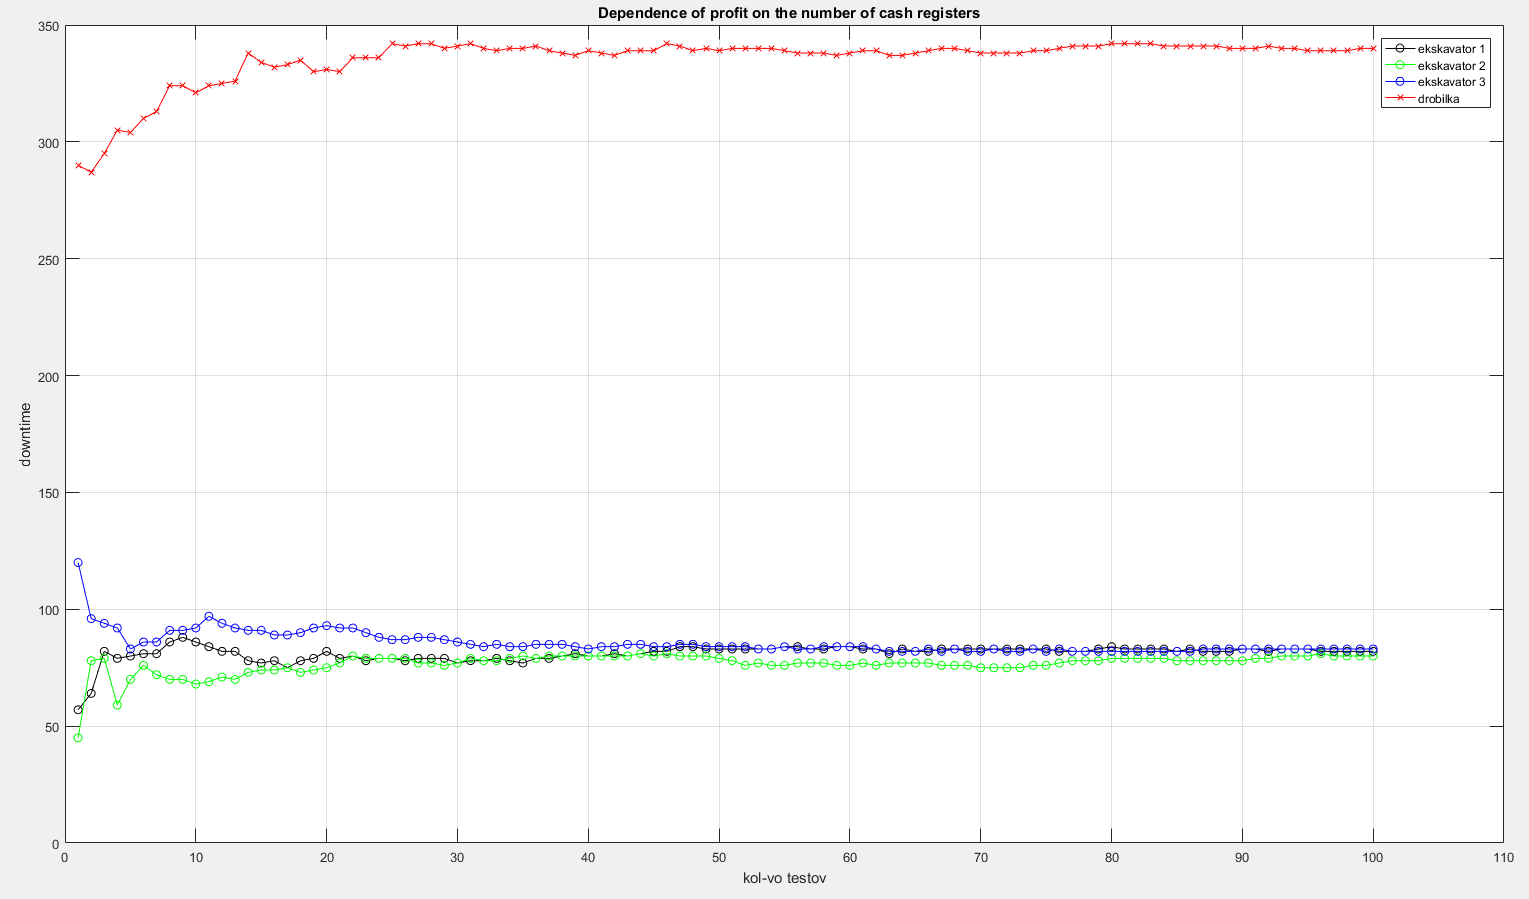 Dependence of profit on the number of cash registers
350
300
250
200
150
100
50
0
downtime
ekskavator 1
ekskavator 2
ekskavator 3
drobilka
0 10 20 30 40 50 60 70 80 90 100 110
kol-vo testov